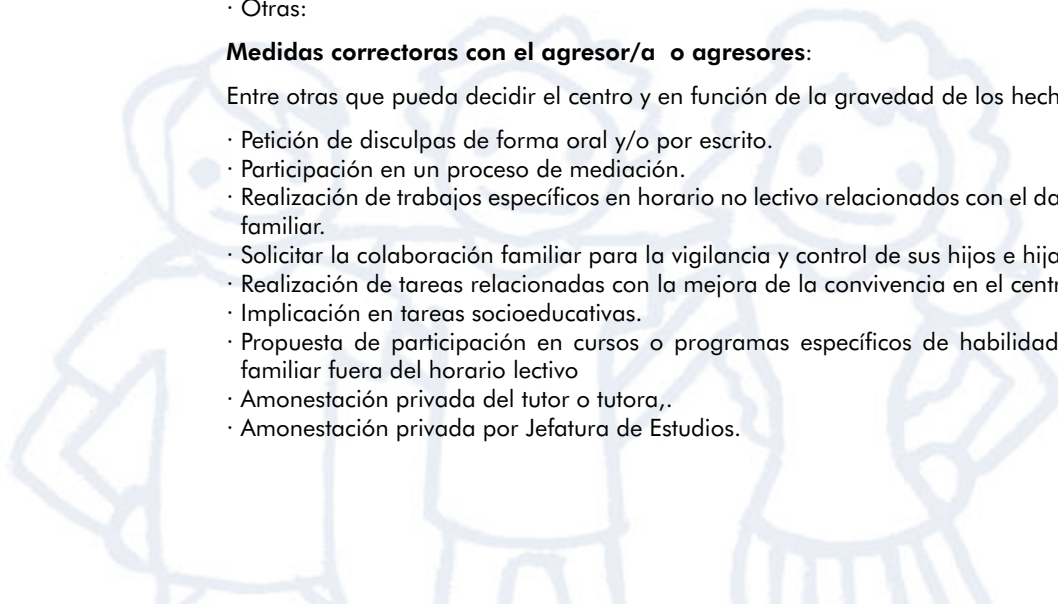 · Otras:
Medidas correctoras con el agresor/a o agresores:
Entre otras que pueda decidir el centro y en función de la gravedad de los
· Petición de disculpas de forma oral y/o por escrito.
· Participación en un proceso de mediación.
· Realización de trabajos específicos en horario no lectivo relacionados con el
familiar.
· Solicitar la colaboración familiar para la vigilancia y control de sus hijos e
· Realización de tareas relacionadas con la mejora de la convivencia en el
· Implicación en tareas socioeducativas.
· Propuesta de participación en cursos o programas específicos de
familiar fuera del horario lectivo
· Amonestación privada del tutor o tutora,.
· Amonestación privada por Jefatura de Estudios.